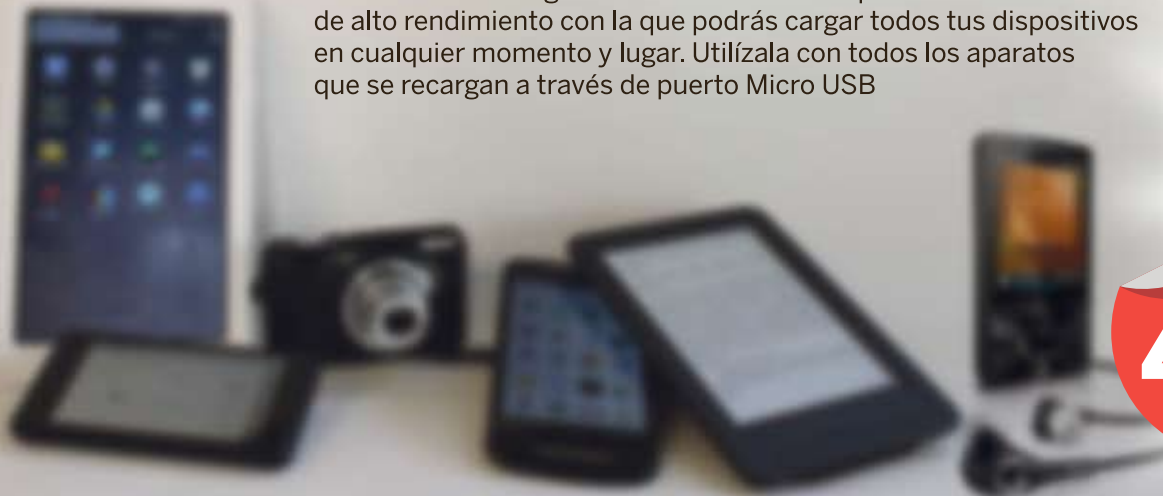 de alto rendimiento con la que podrás cargar todos tus dispositivos
en cualquier momento y lugar. Utilízala con todos los aparatos
que se recargan a través de puerto Micro USB